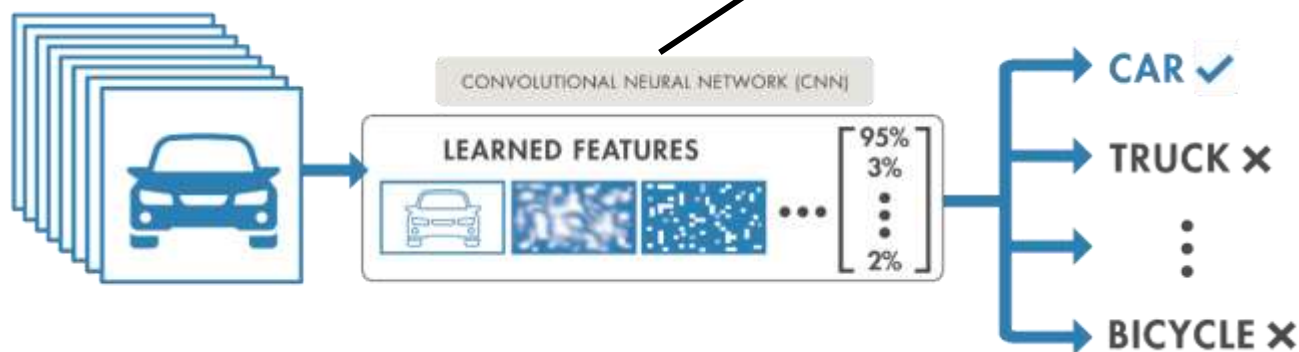 CONVOLUTIONAL NEURAL NETWORK (CNN)
LEARNED FEATURES
95%
3%
2%
CAR
TRUCK
BICYCLE